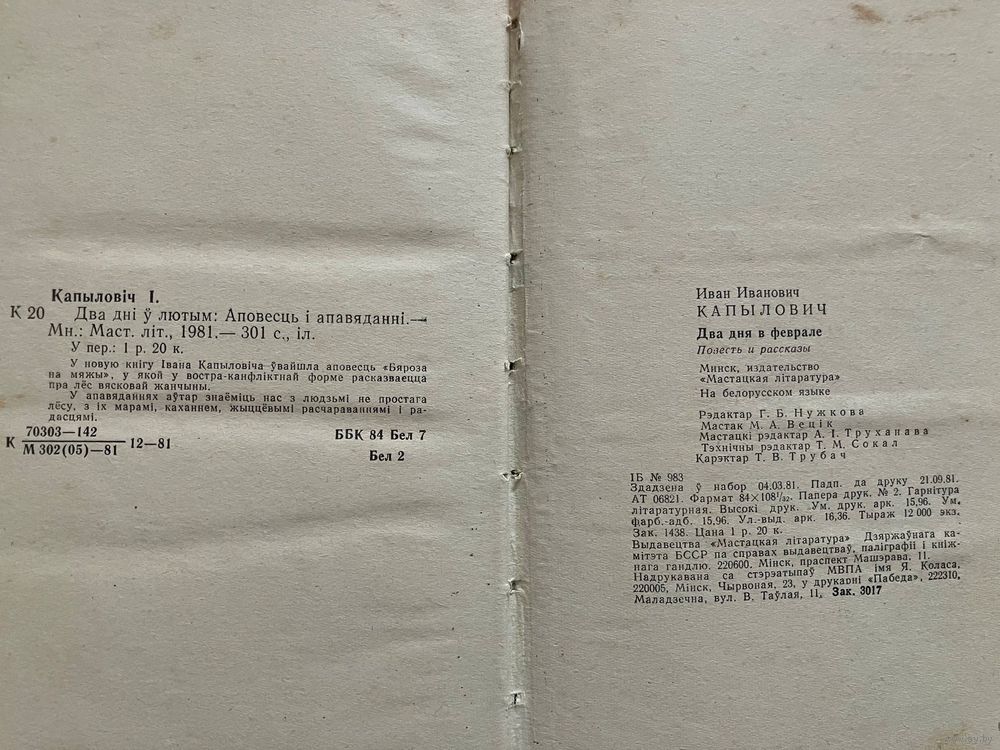 Капыловіч І.
К 20 Два дні ў лютым: Аповесць і апавяданні.—
Мн.: Маст. літ., 1981.— 301 с., іл.
У пер.: 1 р. 20 к.
У новую кнігу Івана Капыловіча ўвайшла аповесць «Бяроза
на мяжы», у якой у востра-канфліктнай форме расказваецца
пра лёс вясковай жанчыны.
У апавяданнях аўтар знаёміць нас з людзьмі не простага
лёсу, з іх марамі, каханнем, жыццёвымі расчараваннямі і ра-
дасцямі.
К 70303—142
М 302(05)—81 12—81
ББК 84 Бел 7
Бел 2
Иван Иванович
КАПЫЛОВИЧ
Два дня в феврале
Повесть и рассказы
Минск, издательство
«Мастацкая літаратура»
На белорусском языке
Рэдактар Г. Б. Нужкова
Мастак М. А. Вецік
Мастацкі рэдактар А. І. Труханава
Тэхнічны рэдактар Т. М. Сокал
Карэктар Т. В. Трубач
ІБ № 983
Здадзена ў набор 04.03.81. Падп. да друку 21.09.81.
АТ 06821. Фармат 84×108¹/₃₂. Папера друк. № 2. Гарнітура
літаратурная. Высокі друк. Ум. друк. арк. 15,96. Ум.
фарб.-адб. 15,96. Ул.-выд. арк. 16,36. Тыраж 12 000 экз.
Зак. 1438. Цана 1 р. 20 к.
Выдавецтва «Мастацкая літаратура» Дзяржаўнага ка-
мітэта БССР па справах выдавецтваў, паліграфіі і кніж-
нага гандлю. 220600. Мінск, праспект Машэрава, 11.
Надрукавана са стэрэатыпаў МВПА імя Я. Коласа.
220005, Мінск, Чырвоная, 23, у друкарні «Пабеда», 222310,
Маладзечна, вул. В. Таўлая, 11. Зак. 3017